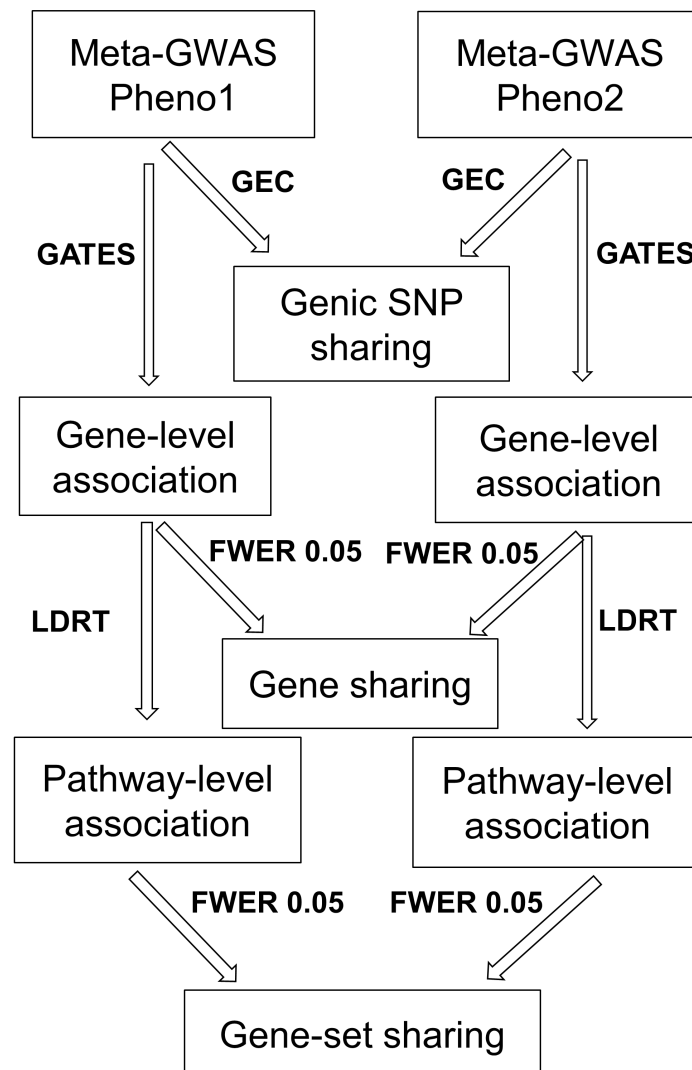 Meta-GWAS
Pheno1
Meta-GWAS
Pheno2
GEC
GEC
GATES
GATES
Genic SNP
sharing
Gene-level
association
Gene-level
association
FWER 0.05
FWER 0.05
LDRT
LDRT
Gene sharing
Pathway-level
association
Pathway-level
association
FWER 0.05
FWER 0.05
Gene-set sharing